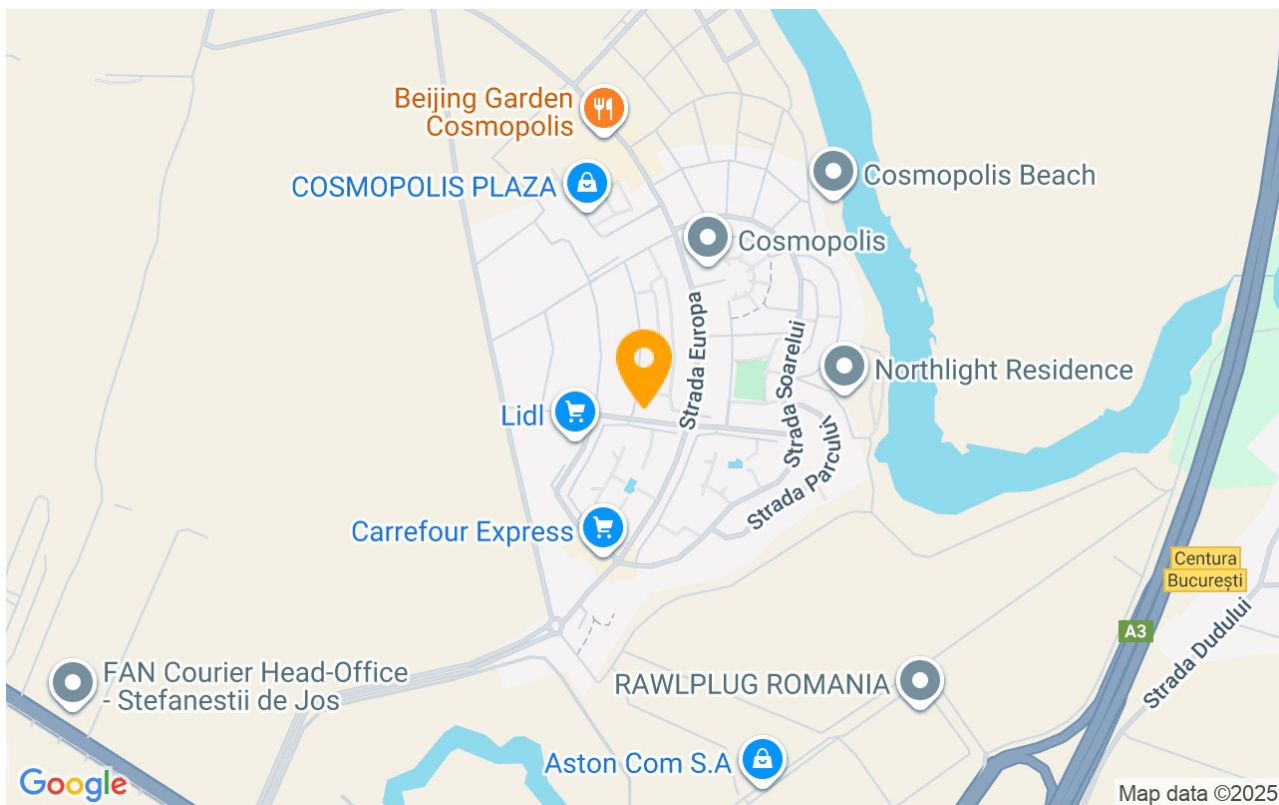 Beijing Garden
Cosmopolis
COSMOPOLIS PLAZA
Cosmopolis Beach
Cosmopolis
Strada Europa
Strada Soarelui
Northlight Residence
Lidl
Strada Parcului
Carrefour Express
Centura
București
A3
Strada Dudului
FAN Courier Head-Office
- Stefanestii de Jos
RAWLPLUG ROMANIA
Aston Com S.A
Google
Map data ©2025